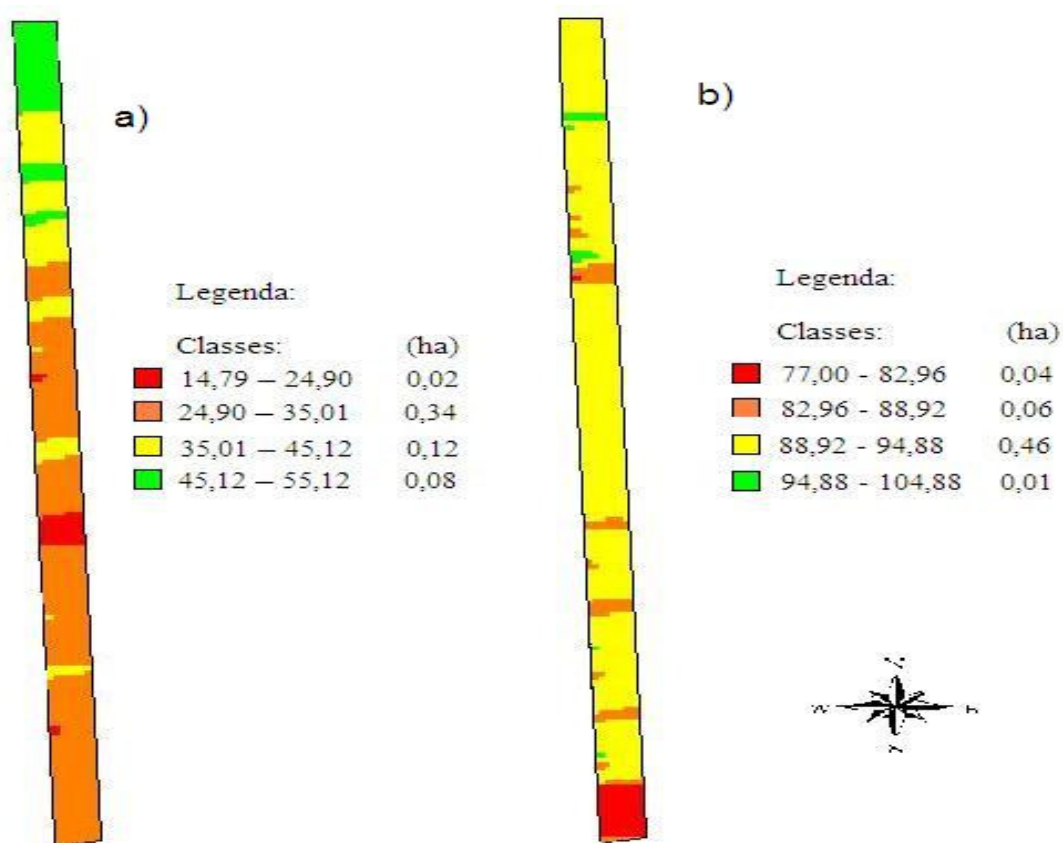 a)
Legenda:
Classes: (ha)
14,79 – 24,90 0,02
24,90 – 35,01 0,34
35,01 – 45,12 0,12
45,12 – 55,12 0,08
b)
Legenda:
Classes: (ha)
77,00 - 82,96 0,04
82,96 - 88,92 0,06
88,92 - 94,88 0,46
94,88 - 104,88 0,01